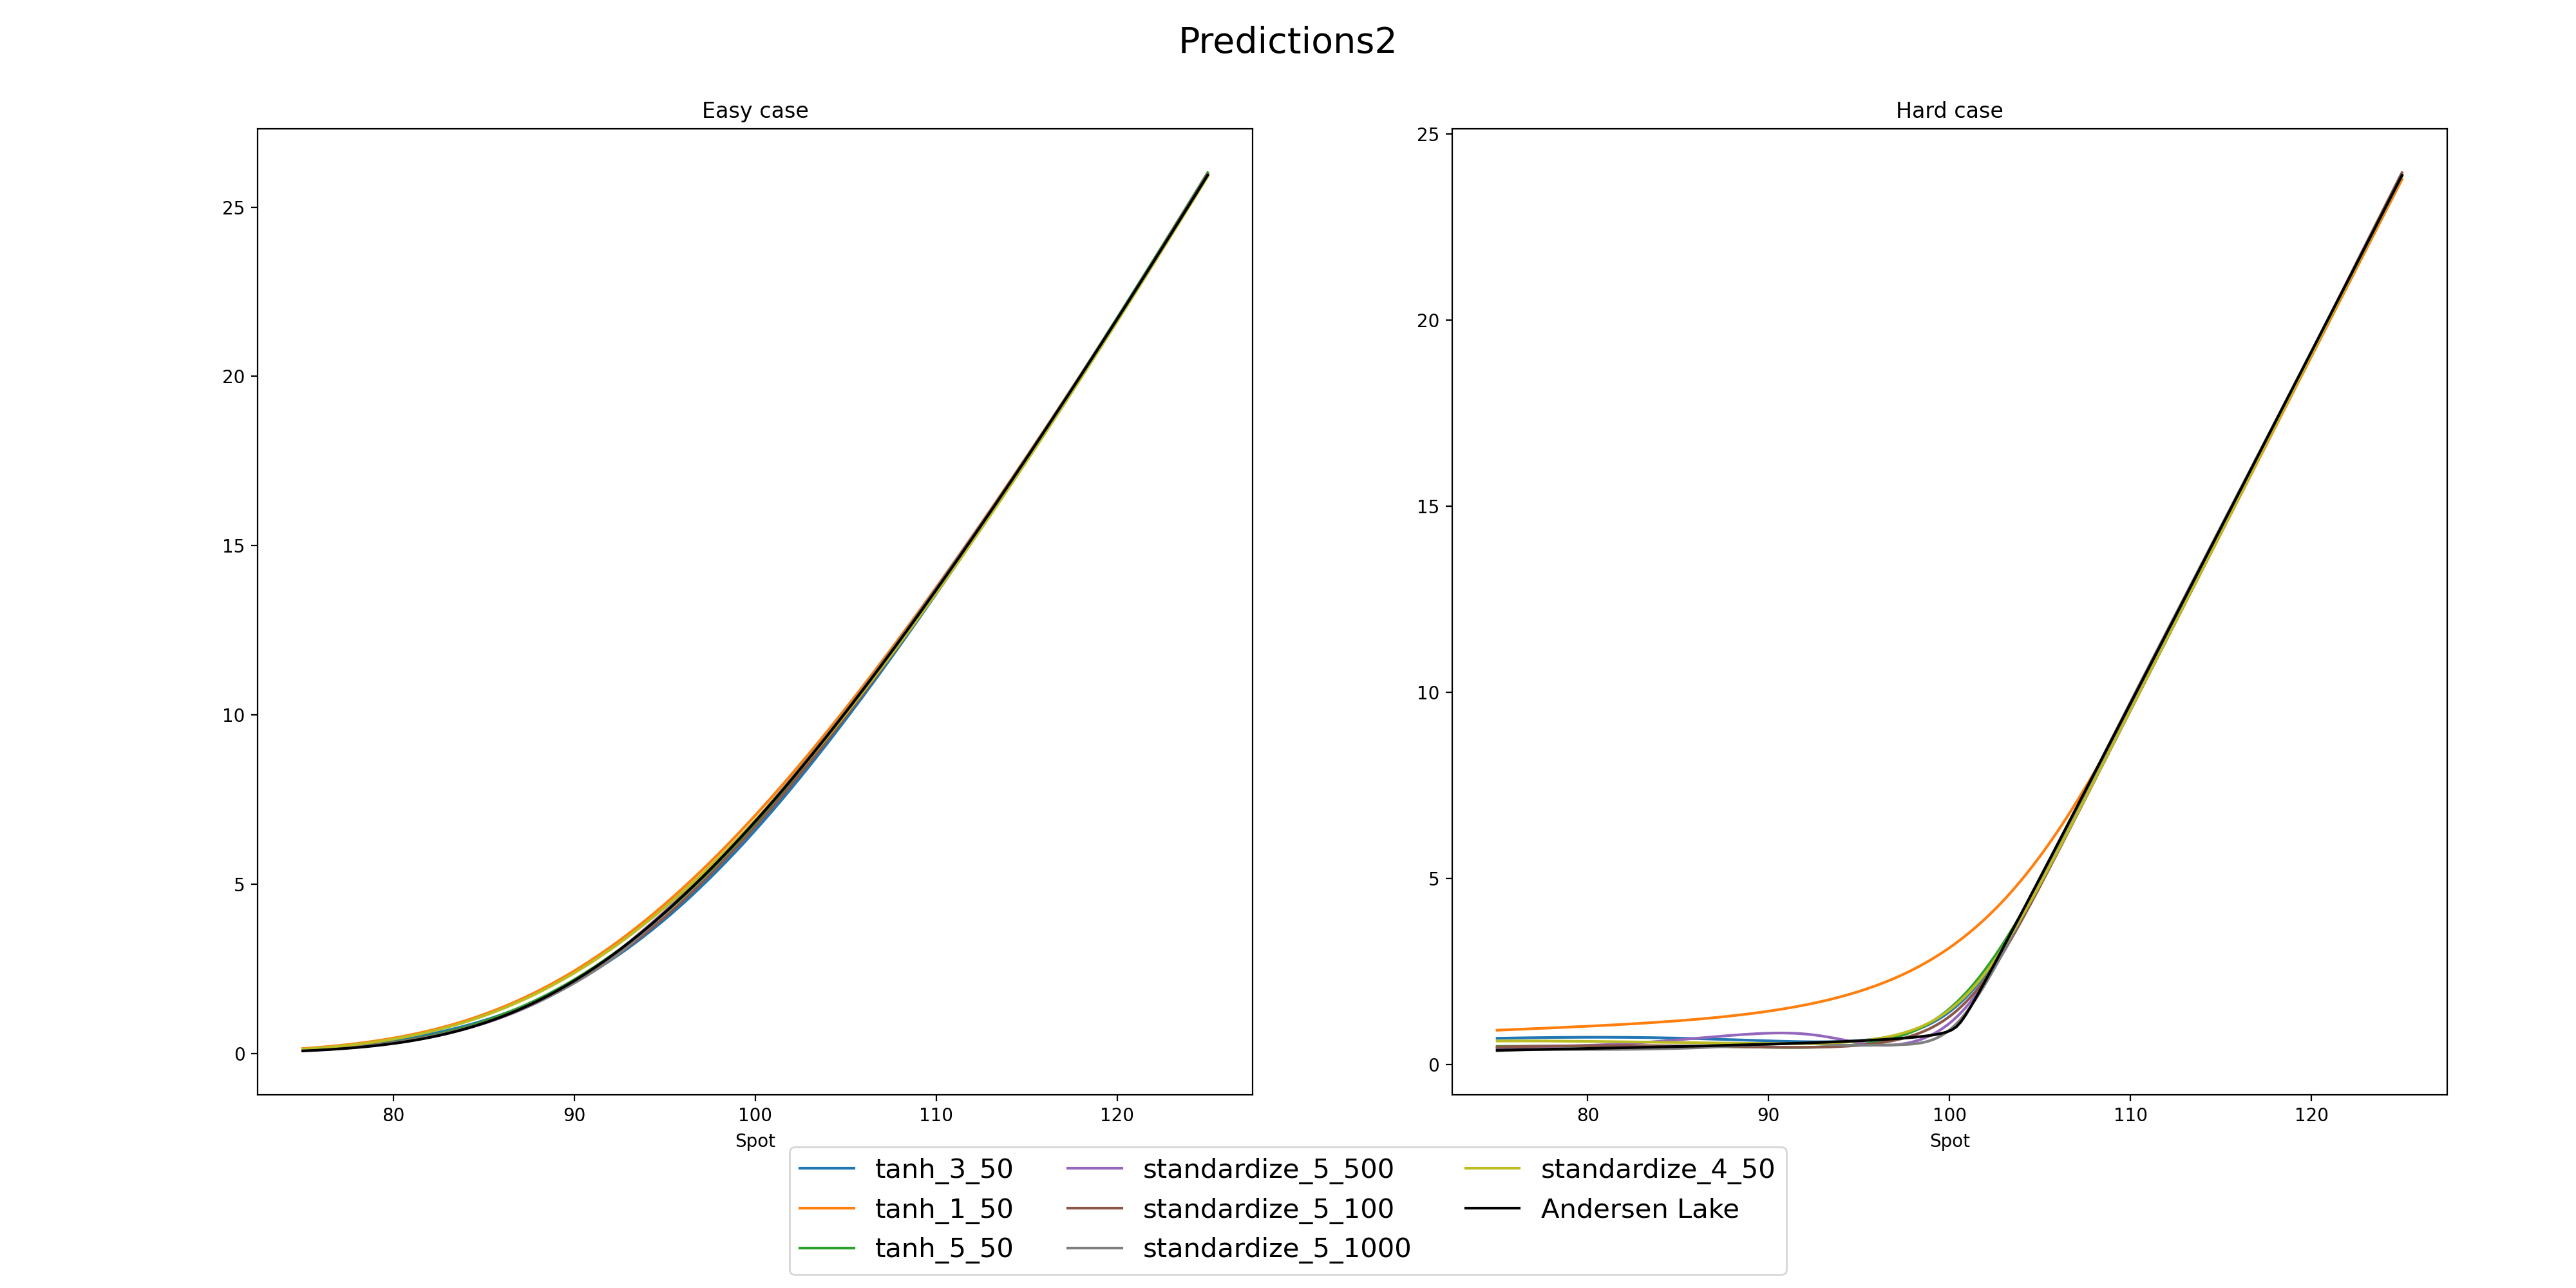 Predictions2
Easy case
25
20
15
10
5
0
80 90 100 110 120
Spot
Hard case
25
20
15
10
5
0
80 90 100 110 120
Spot
tanh_3_50
tanh_1_50
tanh_5_50
standardize_5_500
standardize_5_100
standardize_5_1000
standardize_4_50
Andersen Lake